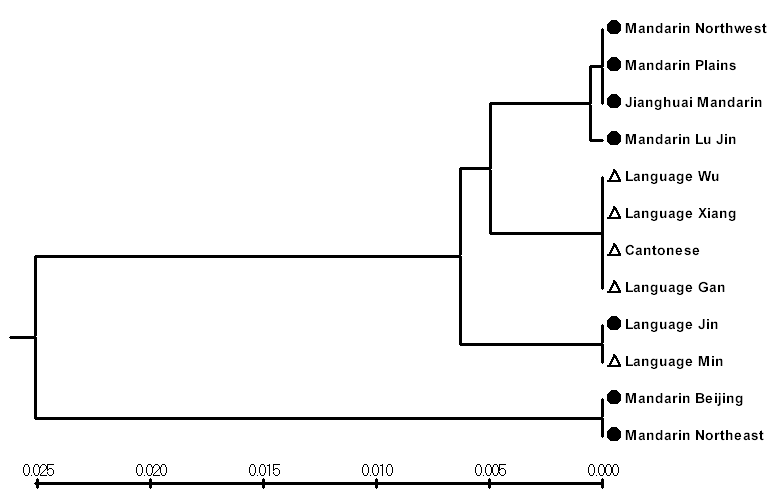 Mandarin Northwest
Mandarin Plains
Jianghuai Mandarin
Mandarin Lu Jin
Language Wu
Language Xiang
Cantonese
Language Gan
Language Jin
Language Min
Mandarin Beijing
Mandarin Northeast
0.025 0.020 0.015 0.010 0.005 0.000